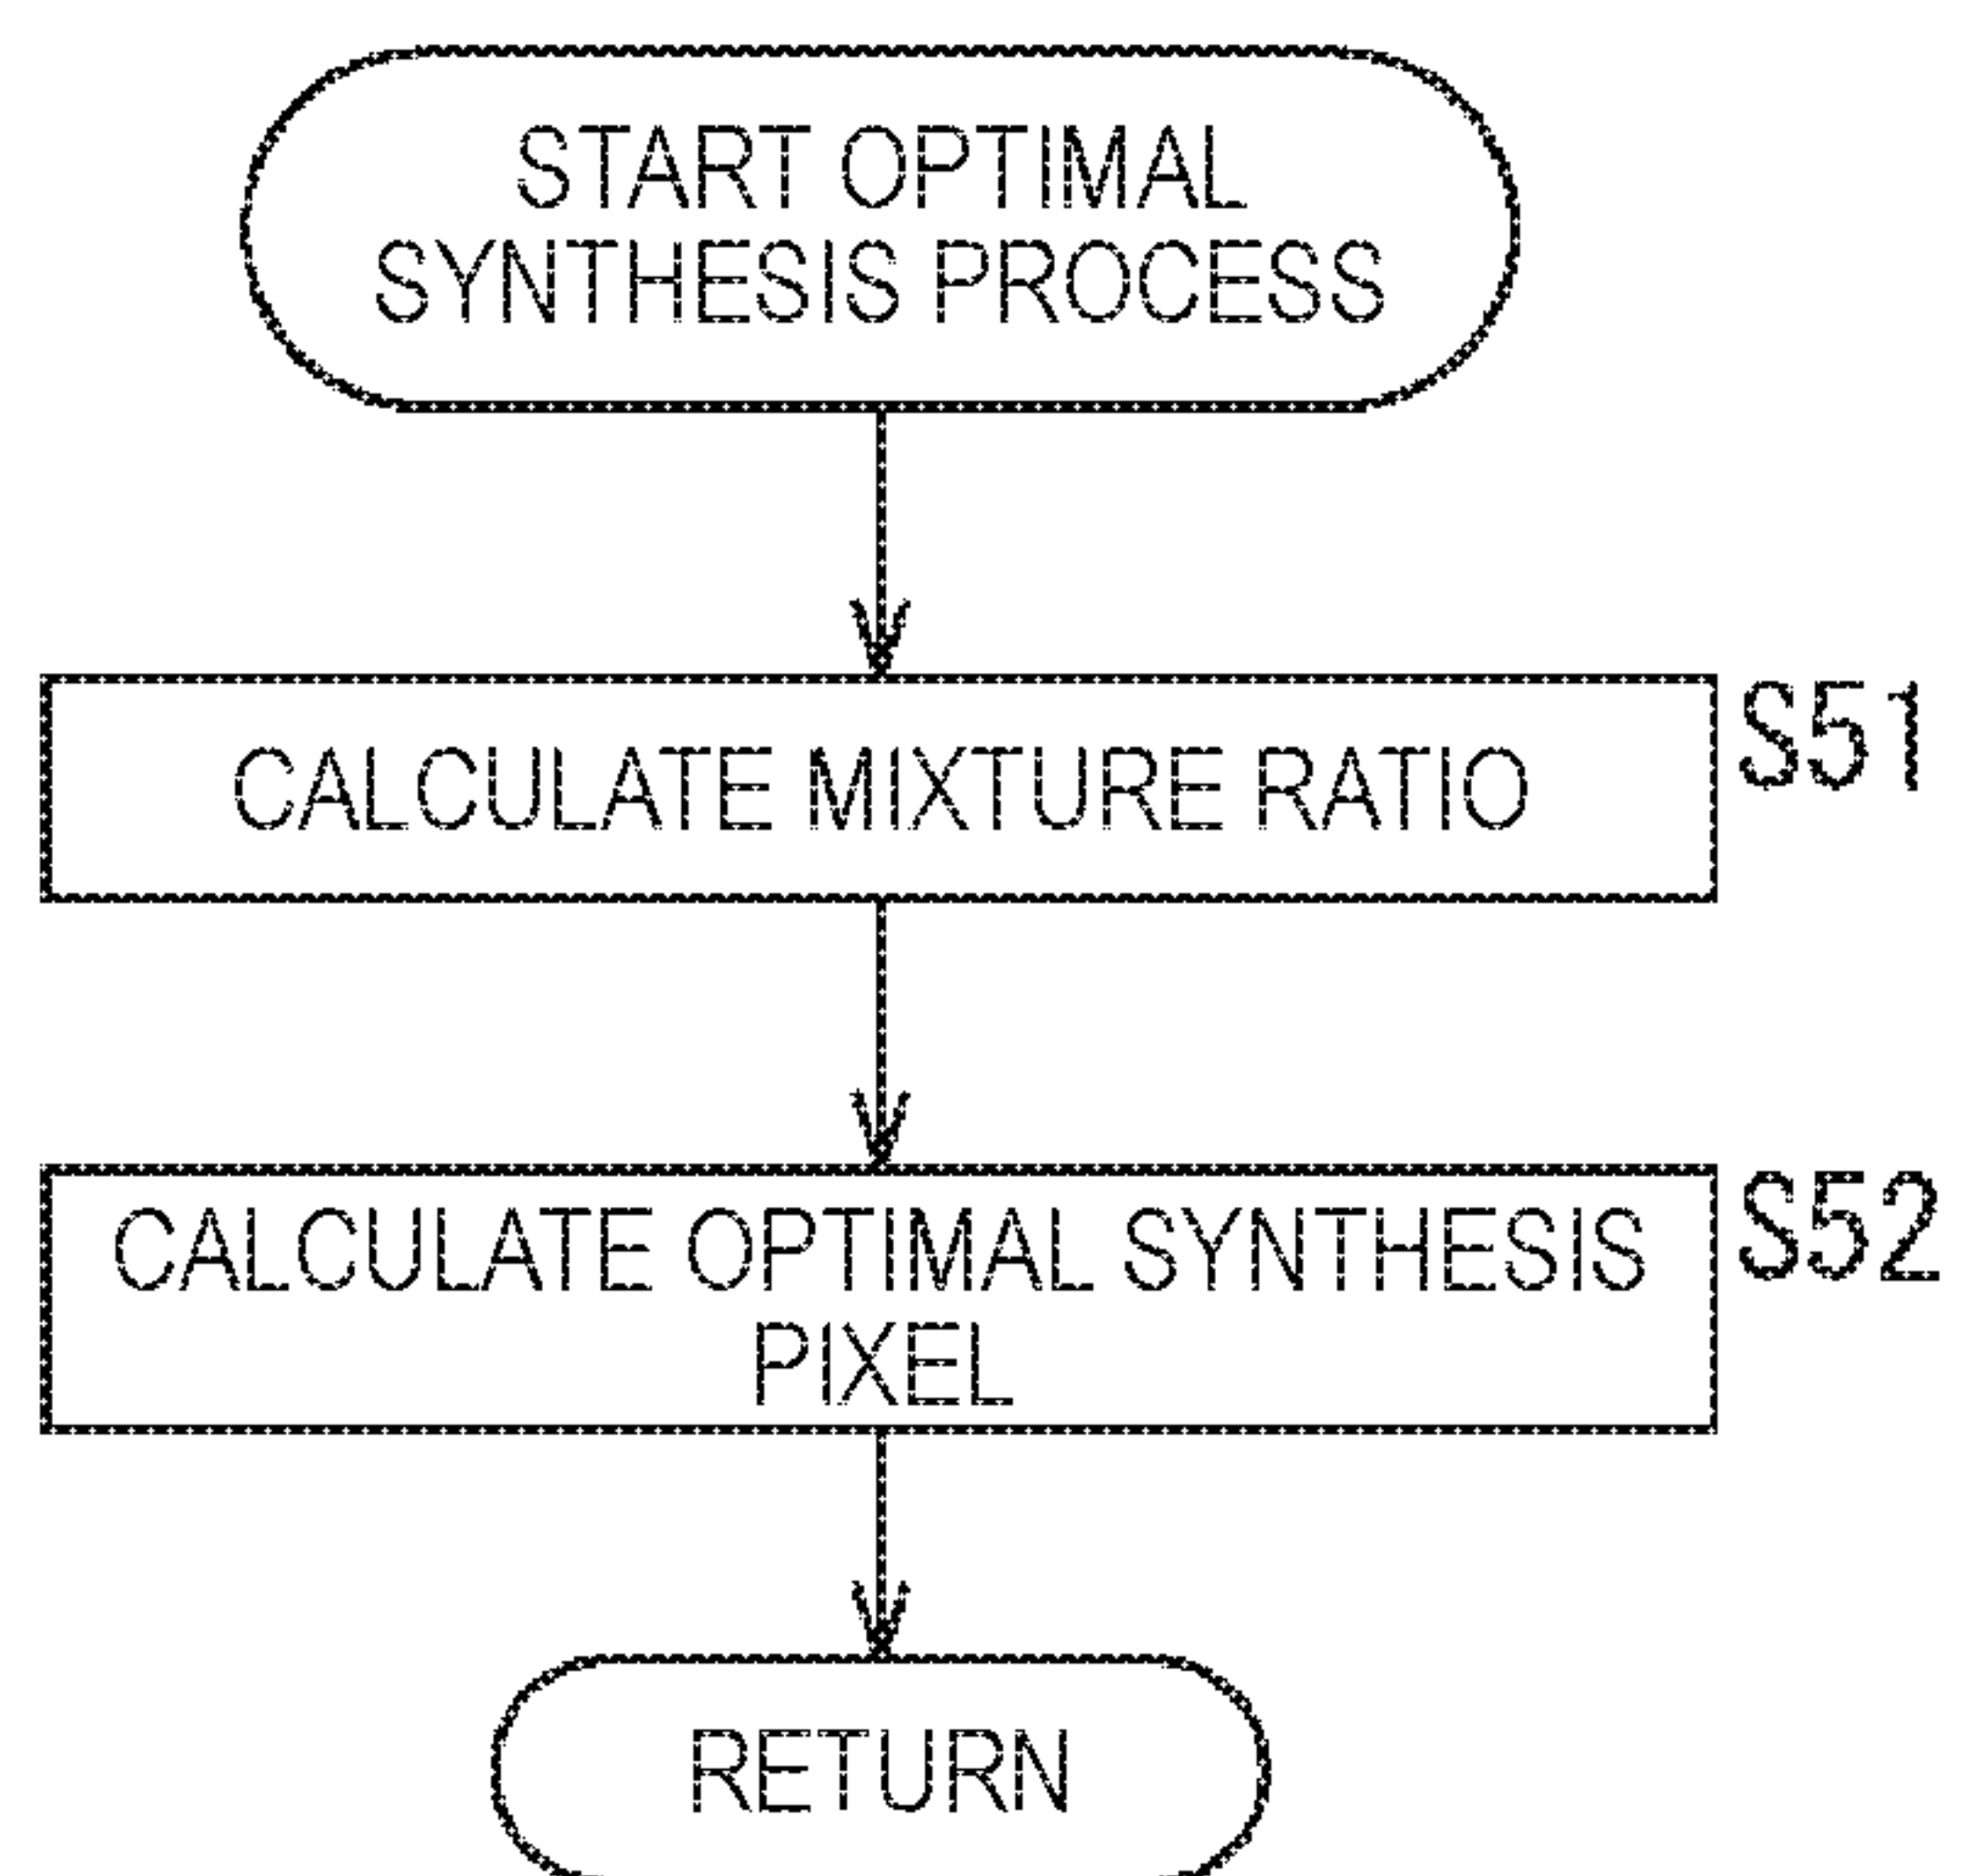 START OPTIMAL
SYNTHESIS PROCESS
CALCULATE MIXTURE RATIO
S51
CALCULATE OPTIMAL SYNTHESIS
PIXEL
S52
RETURN